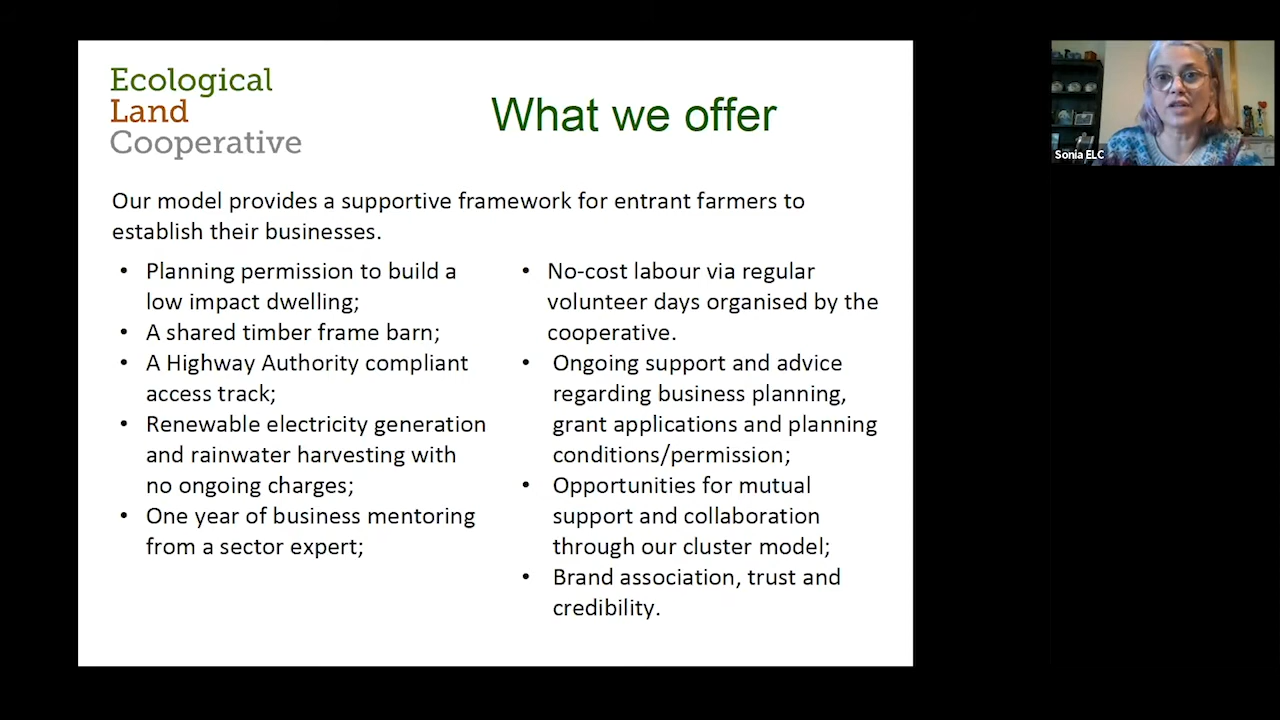 Ecological
Land
Cooperative
What we offer
Our model provides a supportive framework for entrant farmers to
establish their businesses.
• Planning permission to build a
low impact dwelling;
• A shared timber frame barn;
• A Highway Authority compliant
access track;
• Renewable electricity generation
and rainwater harvesting with
no ongoing charges;
• One year of business mentoring
from a sector expert;
• No-cost labour via regular
volunteer days organised by the
cooperative.
• Ongoing support and advice
regarding business planning,
grant applications and planning
conditions/permission;
• Opportunities for mutual
support and collaboration
through our cluster model;
• Brand association, trust and
credibility.
Sonia ELC